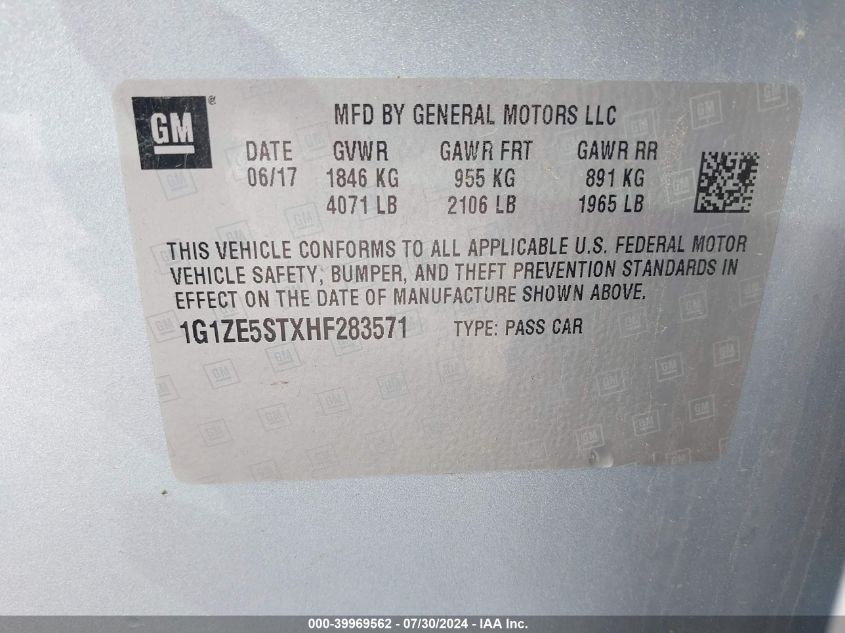 GM®
MFD BY GENERAL MOTORS LLC
DATE GVWR GAWR FRT GAWR RR
06/17 1846 KG 955 KG 891 KG
4071 LB 2106 LB 1965 LB
THIS VEHICLE CONFORMS TO ALL APPLICABLE U.S. FEDERAL MOTOR
VEHICLE SAFETY, BUMPER, AND THEFT PREVENTION STANDARDS IN
EFFECT ON THE DATE OF MANUFACTURE SHOWN ABOVE.
1G1ZE5STXHF283571 TYPE: PASS CAR
000-39969562 - 07/30/2024 - IAA Inc.